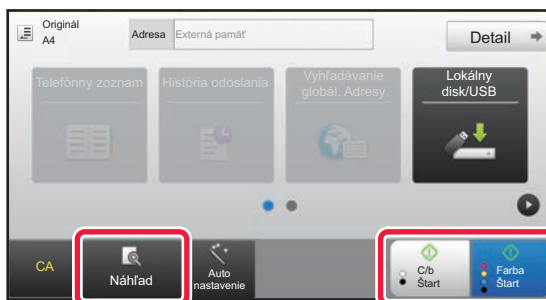 Originál
A4
Adresa
Externá pamäť
Detail
Telefónny zoznam
História odoslania
Vyhľadávanie
globál. Adresy
Lokálny
disk/USB
CA
Náhľad
Auto
nastavenie
C/b
Štart
Farba
Štart